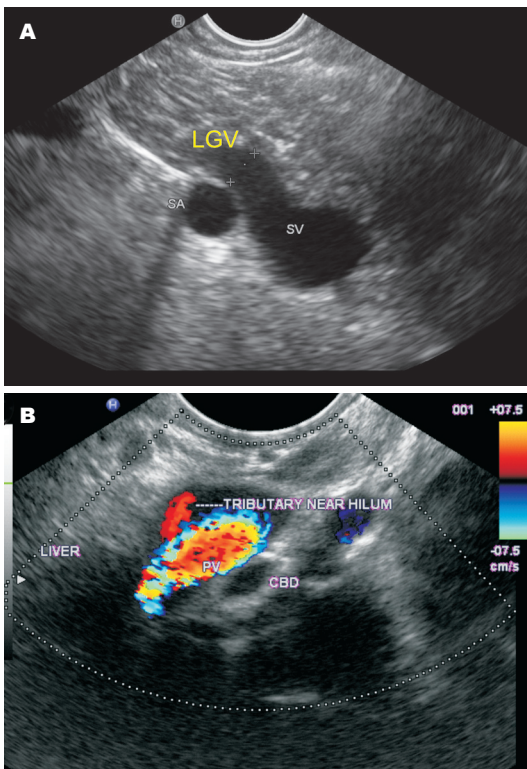 A
H
LGV
SA
SV
B
H
001 +07.5
TRIBUTARY NEAR HILUM
LIVER
PV
CBD
-07.5
cm/s